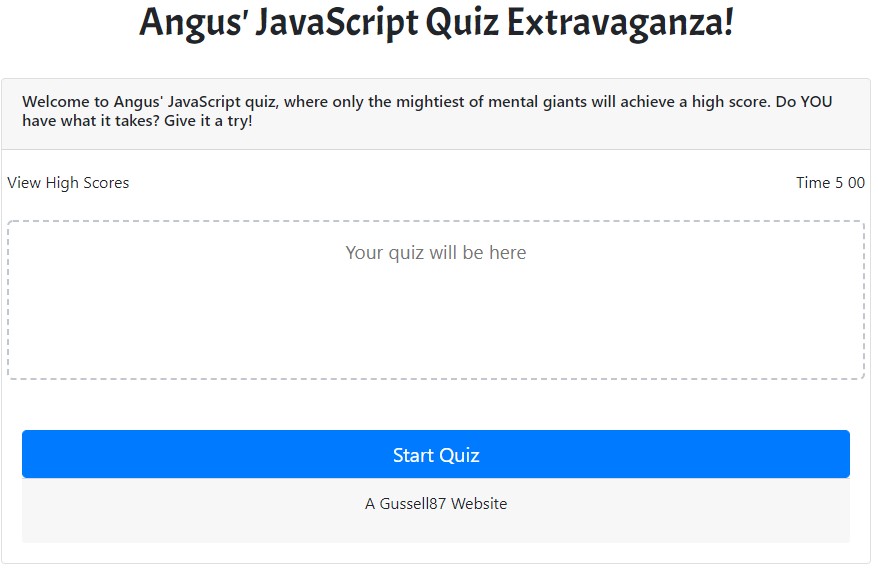 Angus' JavaScript Quiz Extravaganza!
Welcome to Angus' JavaScript quiz, where only the mightiest of mental giants will achieve a high score. Do YOU
have what it takes? Give it a try!
View High Scores
Time 5 00
Your quiz will be here
Start Quiz
A Gussell87 Website